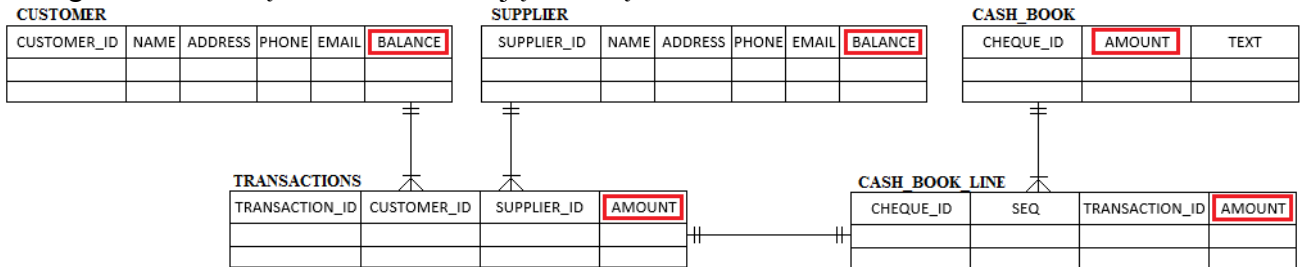 CUSTOMER
CUSTOMER_ID NAME ADDRESS PHONE EMAIL BALANCE
SUPPLIER
SUPPLIER_ID NAME ADDRESS PHONE EMAIL BALANCE
CASH_BOOK
CHEQUE_ID AMOUNT TEXT
TRANSACTIONS
TRANSACTION_ID CUSTOMER_ID SUPPLIER_ID AMOUNT
CASH_BOOK_LINE
CHEQUE_ID SEQ TRANSACTION_ID AMOUNT